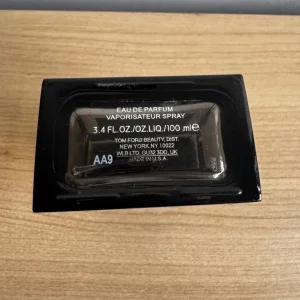 EAU DE PARFUM
VAPORISATEUR SPRAY
3.4 FL.OZ./OZ.LIQ./100 ml℮
TOM FORD BEAUTY, DIST.
NEW YORK, NY 10022
WLB LTD, GU32 3DD, UK
MADE IN U.S.A.
AA9